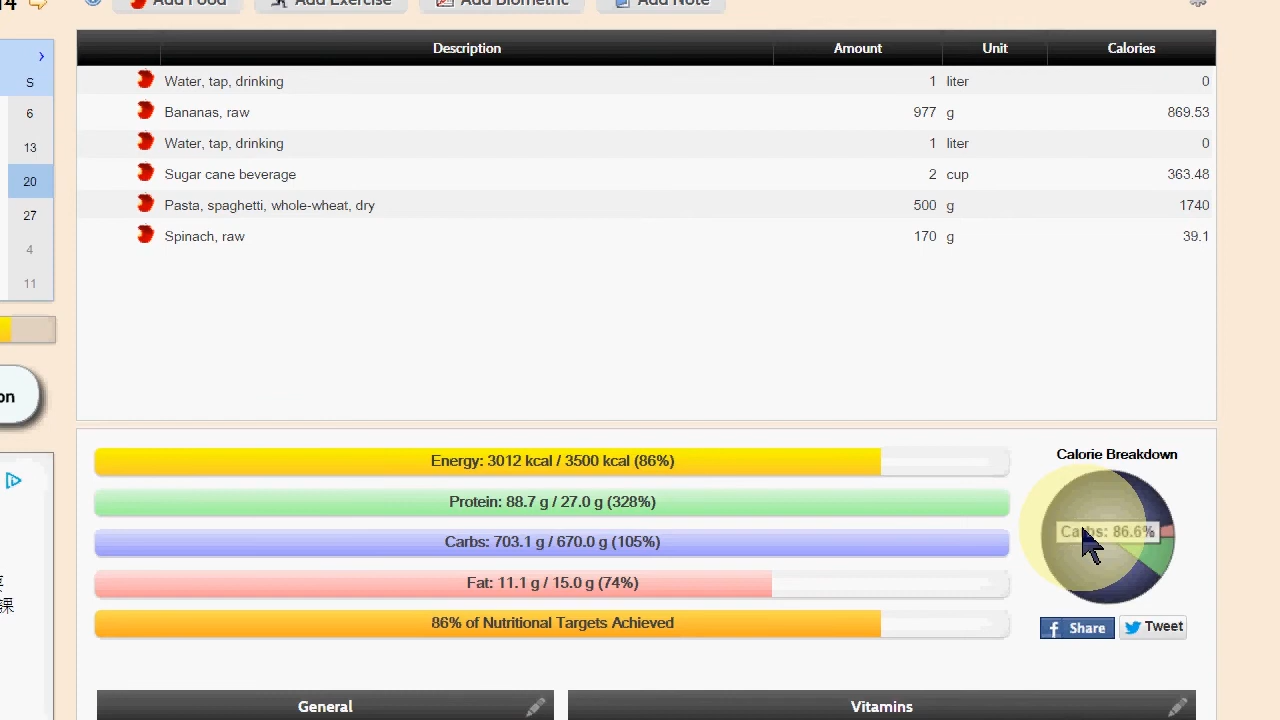 14
Add Food Add Exercise Add Biometric Add Note
Description Amount Unit Calories
S
6
13
20
27
4
11
Water, tap, drinking 1 liter 0
Bananas, raw 977 g 869.53
Water, tap, drinking 1 liter 0
Sugar cane beverage 2 cup 363.48
Pasta, spaghetti, whole-wheat, dry 500 g 1740
Spinach, raw 170 g 39.1
on
Energy: 3012 kcal / 3500 kcal (86%)
Protein: 88.7 g / 27.0 g (328%)
Carbs: 703.1 g / 670.0 g (105%)
Fat: 11.1 g / 15.0 g (74%)
86% of Nutritional Targets Achieved
Calorie Breakdown
Carbs: 86.6%
f Share Tweet
课
General Vitamins